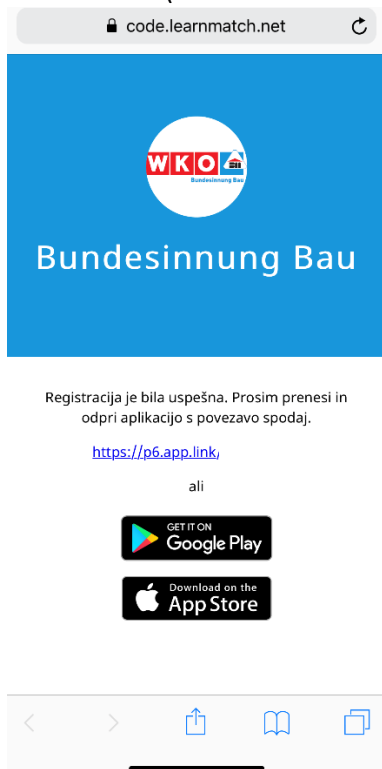 code.learnmatch.net
WKO
BAU
Bundesinnung Bau
Bundesinnung Bau
Registracija je bila uspešna. Prosim prenesi in
odpri aplikacijo s povezavo spodaj.
https://p6.app.link/
ali
GET IT ON
Google Play
Download on the
App Store